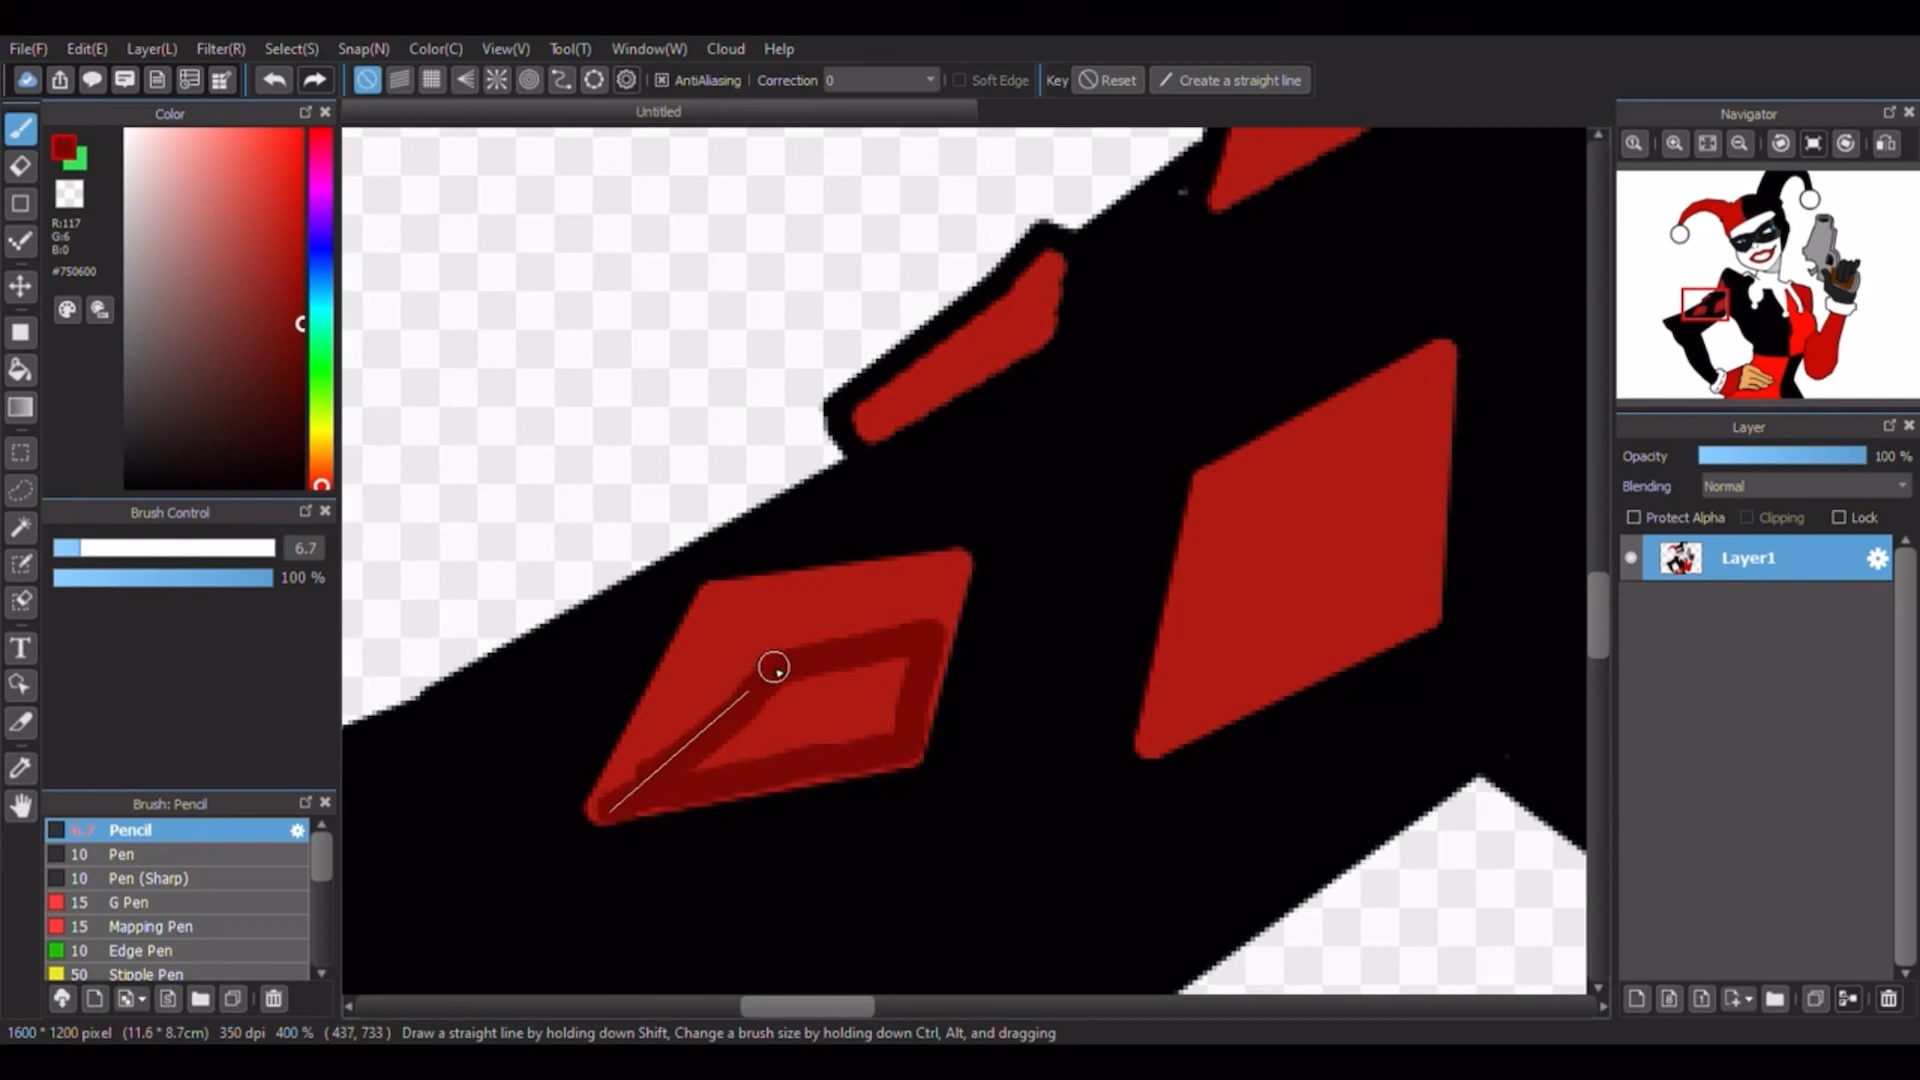 File(F) Edit(E) Layer(L) Filter(R) Select(S) Snap(N) Color(C) View(V) Tool(T) Window(W) Cloud Help
AntiAliasing Correction 0 Soft Edge Key Reset Create a straight line
Color
Untitled
Navigator
R:117
G:6
B:0
#750600
Brush Control
6.7
100 %
Layer
Opacity 100 %
Blending Normal
Protect Alpha Clipping Lock
Layer1
T
Brush: Pencil
6.7 Pencil
10 Pen
10 Pen (Sharp)
15 G Pen
15 Mapping Pen
10 Edge Pen
50 Stipple Pen
1600 * 1200 pixel (11.6 * 8.7cm) 350 dpi 400 % ( 437, 733 ) Draw a straight line by holding down Shift, Change a brush size by holding down Ctrl, Alt, and dragging